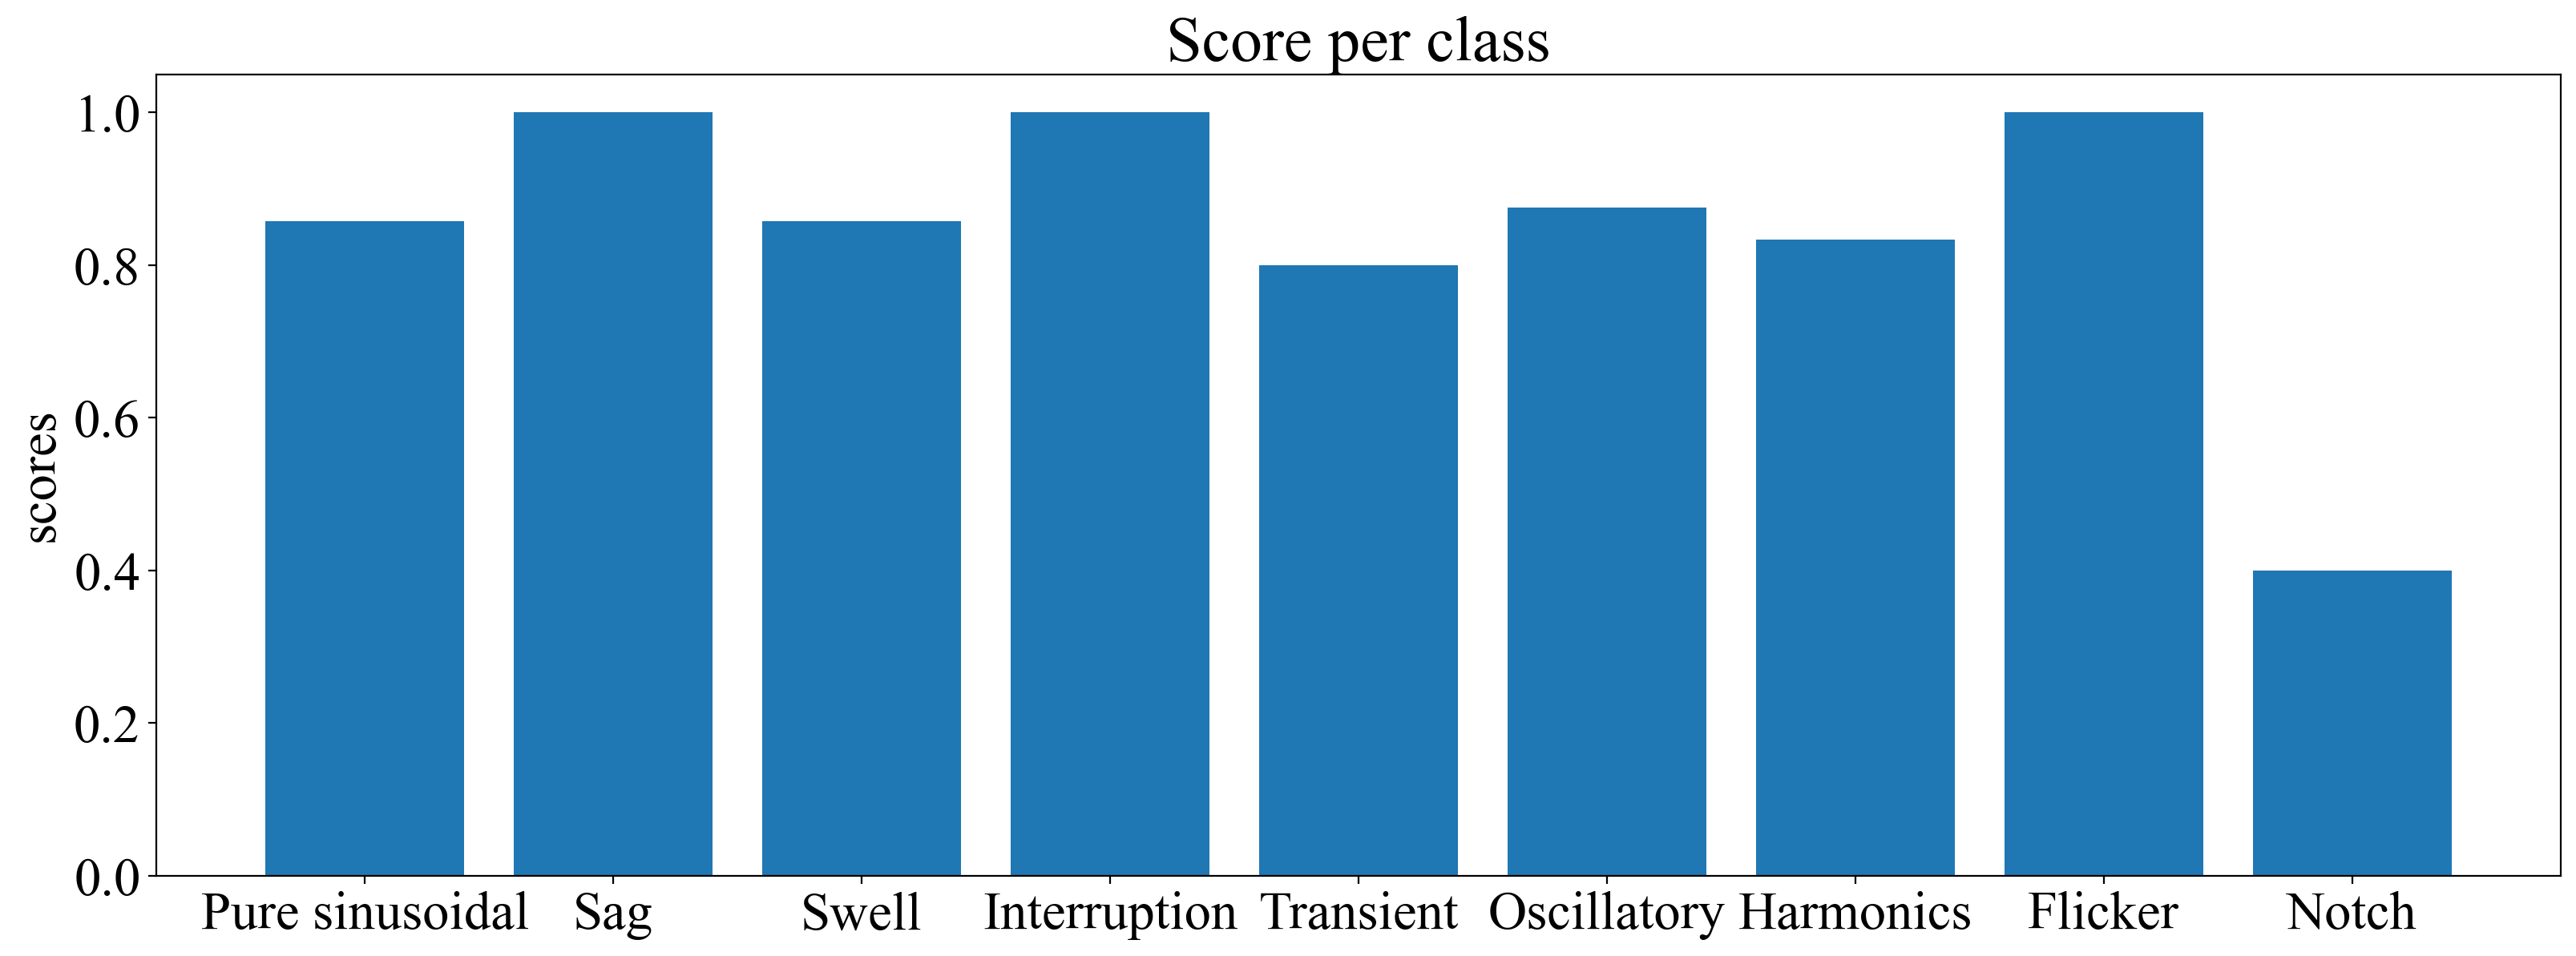 Score per class
scores
1.0
0.8
0.6
0.4
0.2
0.0
Pure sinusoidal Sag Swell Interruption Transient Oscillatory Harmonics Flicker Notch